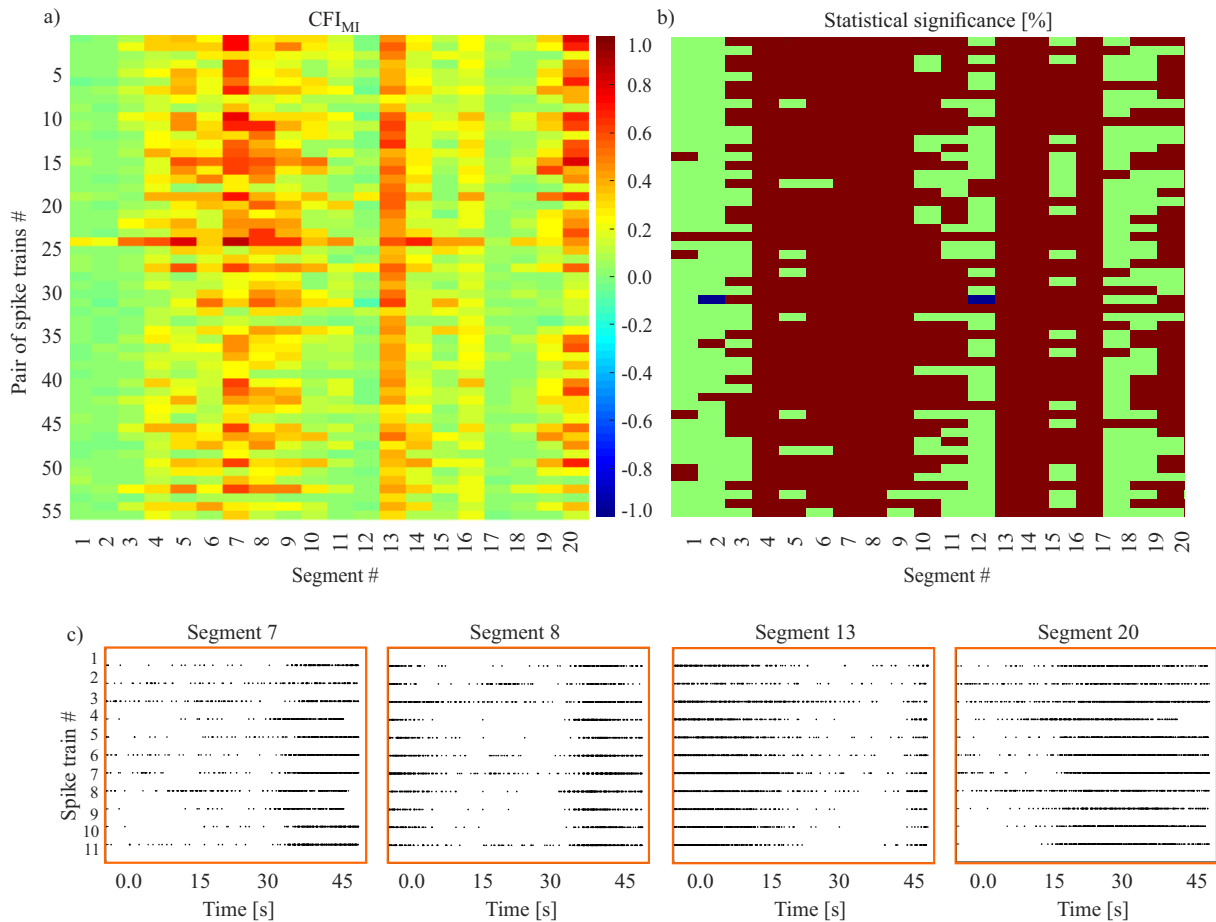 a)
CFI_MI
b)
Statistical significance [%]
Pair of spike trains #
5
10
15
20
25
30
35
40
45
50
55
1.0
0.8
0.6
0.4
0.2
0.0
-0.2
-0.4
-0.6
-0.8
-1.0
1 2 3 4 5 6 7 8 9 10 11 12 13 14 15 16 17 18 19 20
1 2 3 4 5 6 7 8 9 10 11 12 13 14 15 16 17 18 19 20
Segment #
Segment #
c)
Segment 7
Segment 8
Segment 13
Segment 20
Spike train #
1
2
3
4
5
6
7
8
9
10
11
0.0 15 30 45
0.0 15 30 45
0.0 15 30 45
0.0 15 30 45
Time [s]
Time [s]
Time [s]
Time [s]